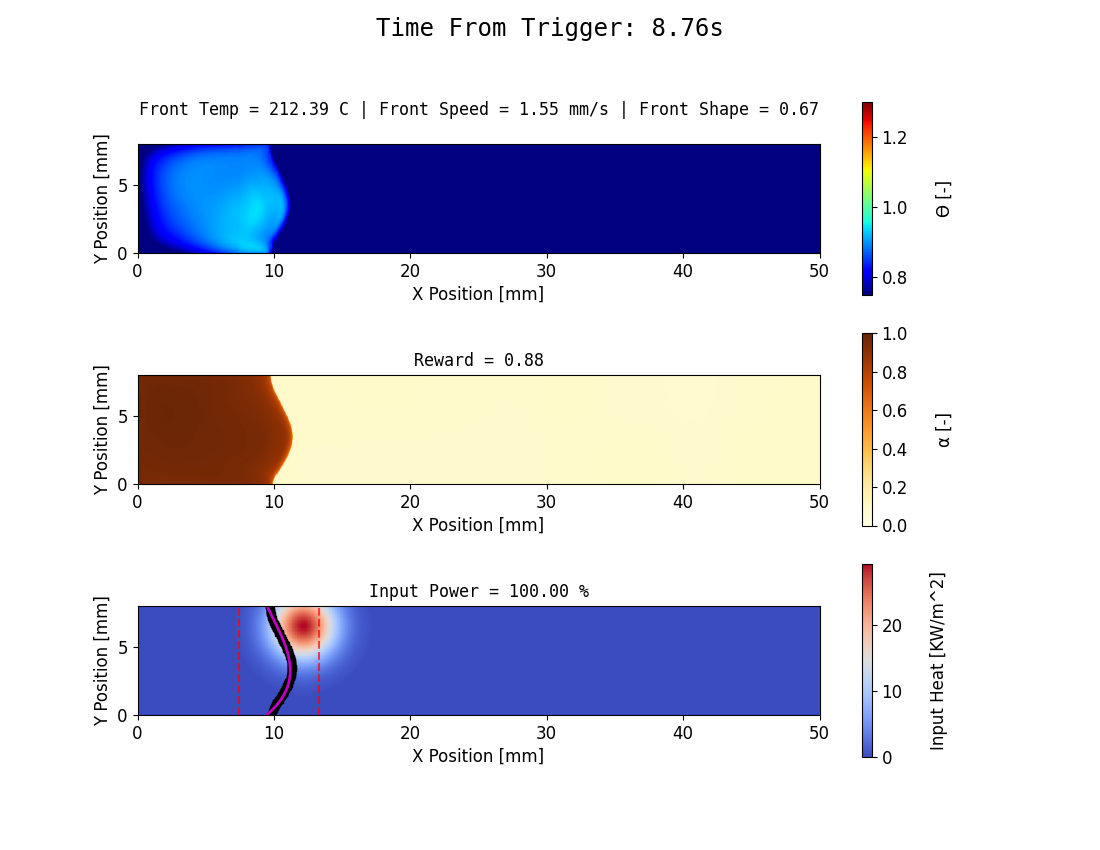 Time From Trigger: 8.76s
Front Temp = 212.39 C | Front Speed = 1.55 mm/s | Front Shape = 0.67
Y Position [mm]
5
0
0 10 20 30 40 50
X Position [mm]
1.2
1.0
0.8
Θ [-]
Reward = 0.88
Y Position [mm]
5
0
0 10 20 30 40 50
X Position [mm]
1.0
0.8
0.6
0.4
0.2
0.0
α [-]
Input Power = 100.00 %
Y Position [mm]
5
0
0 10 20 30 40 50
X Position [mm]
20
10
0
Input Heat [KW/m^2]